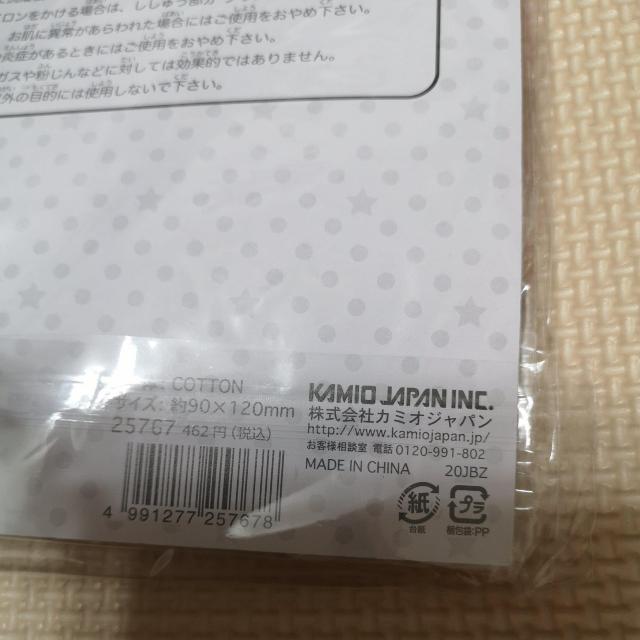 ロンをかける場合は、ししゅう部分
お肌に異常があらわれた場合にはご使用をおやめ下さい。
炎症があるときにはご使用をおやめ下さい。
ガスや粉じんなどに対しては効果的ではありません。
外の目的には使用しないで下さい。
COTTON
サイズ:約90×120mm
25767 462円(税込)
4 991277 257678
KAMIO JAPAN INC.
株式会社カミオジャパン
http://www.kamiojapan.jp/
お客様相談室 電話 0120-991-802
MADE IN CHINA 20JBZ
紙
台紙
プラ
個包袋:PP